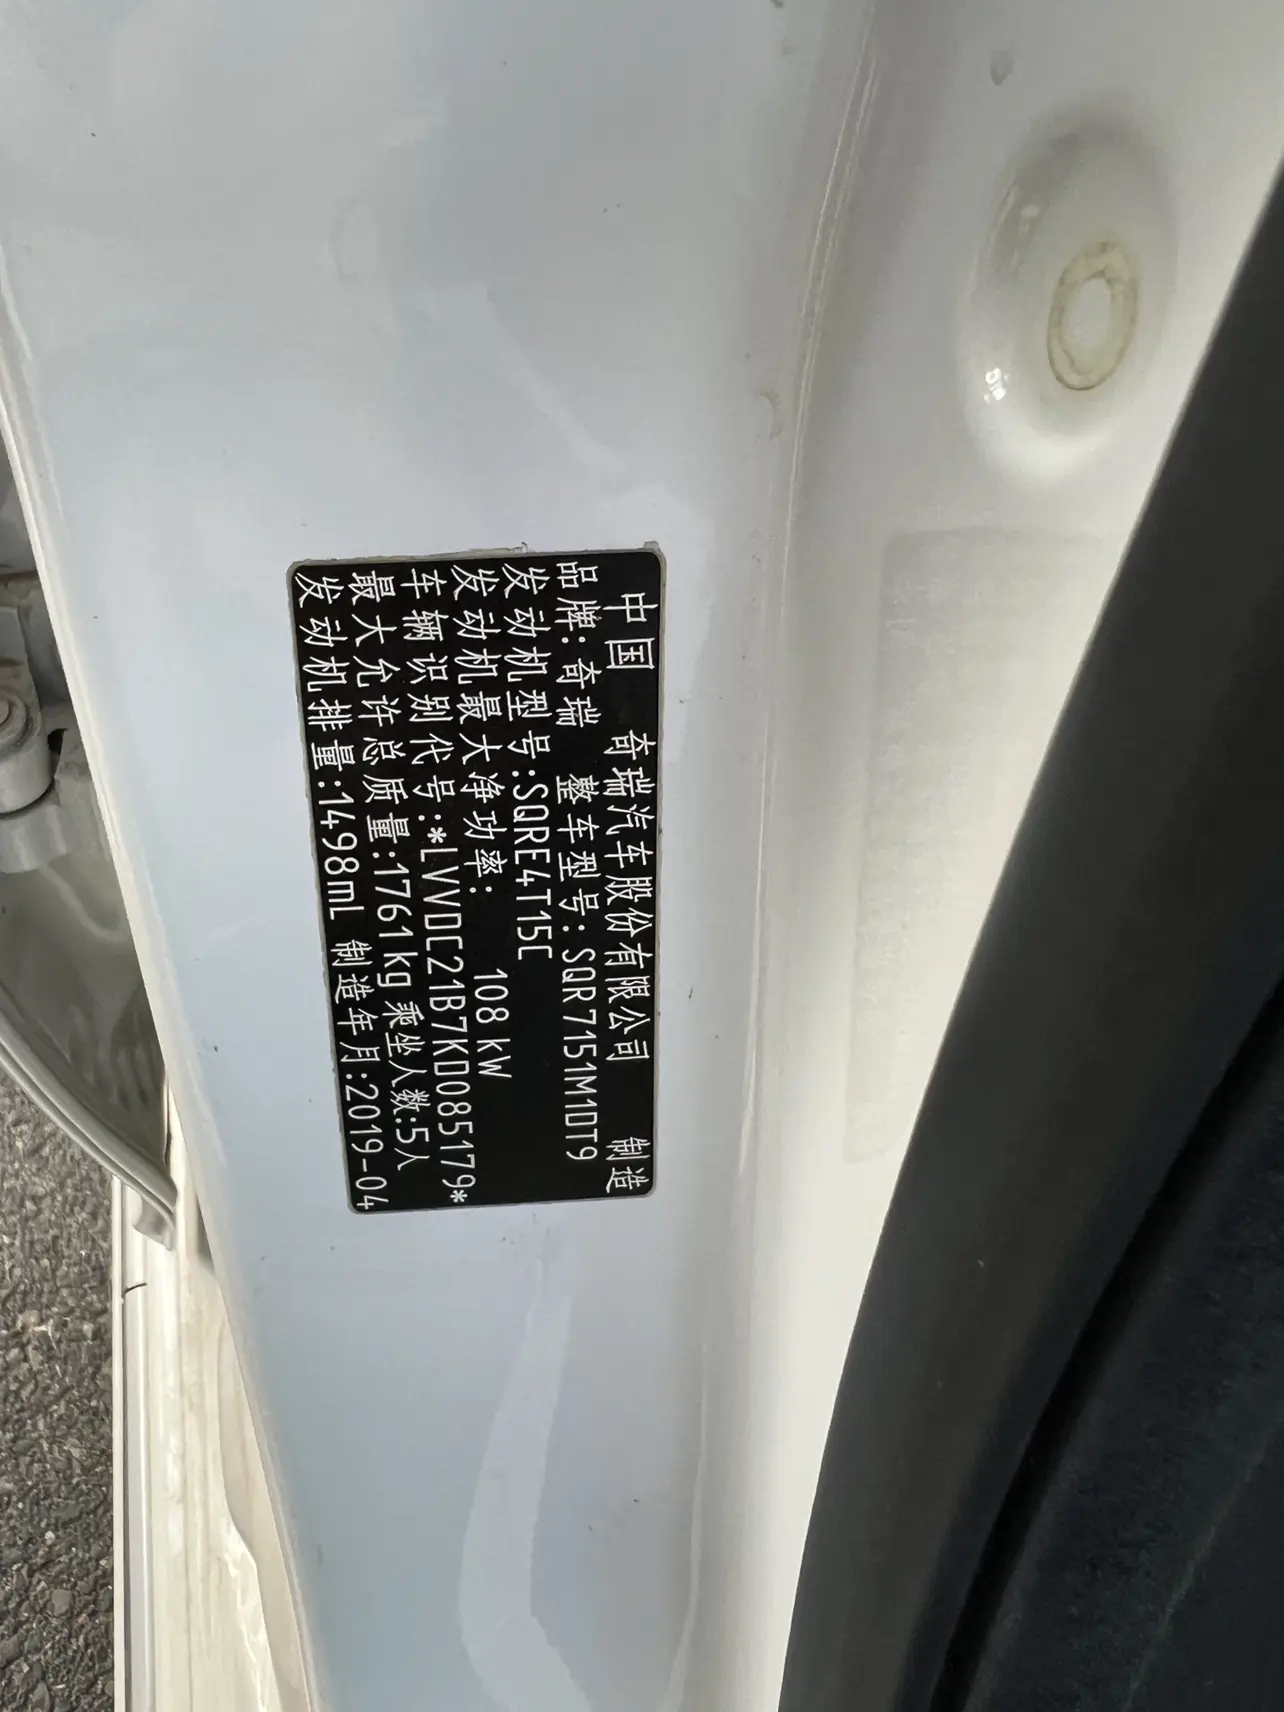 中国 奇瑞汽车股份有限公司 制造
品牌:奇瑞 整车型号:SQR7151M1DT9
发动机型号:SQRE4T15C
发动机最大净功率: 108 kW
车辆识别代号:*LVVDC21B7KD085179*
最大允许总质量:1761kg 乘坐人数:5人
发动机排量:1498mL 制造年月:2019-04